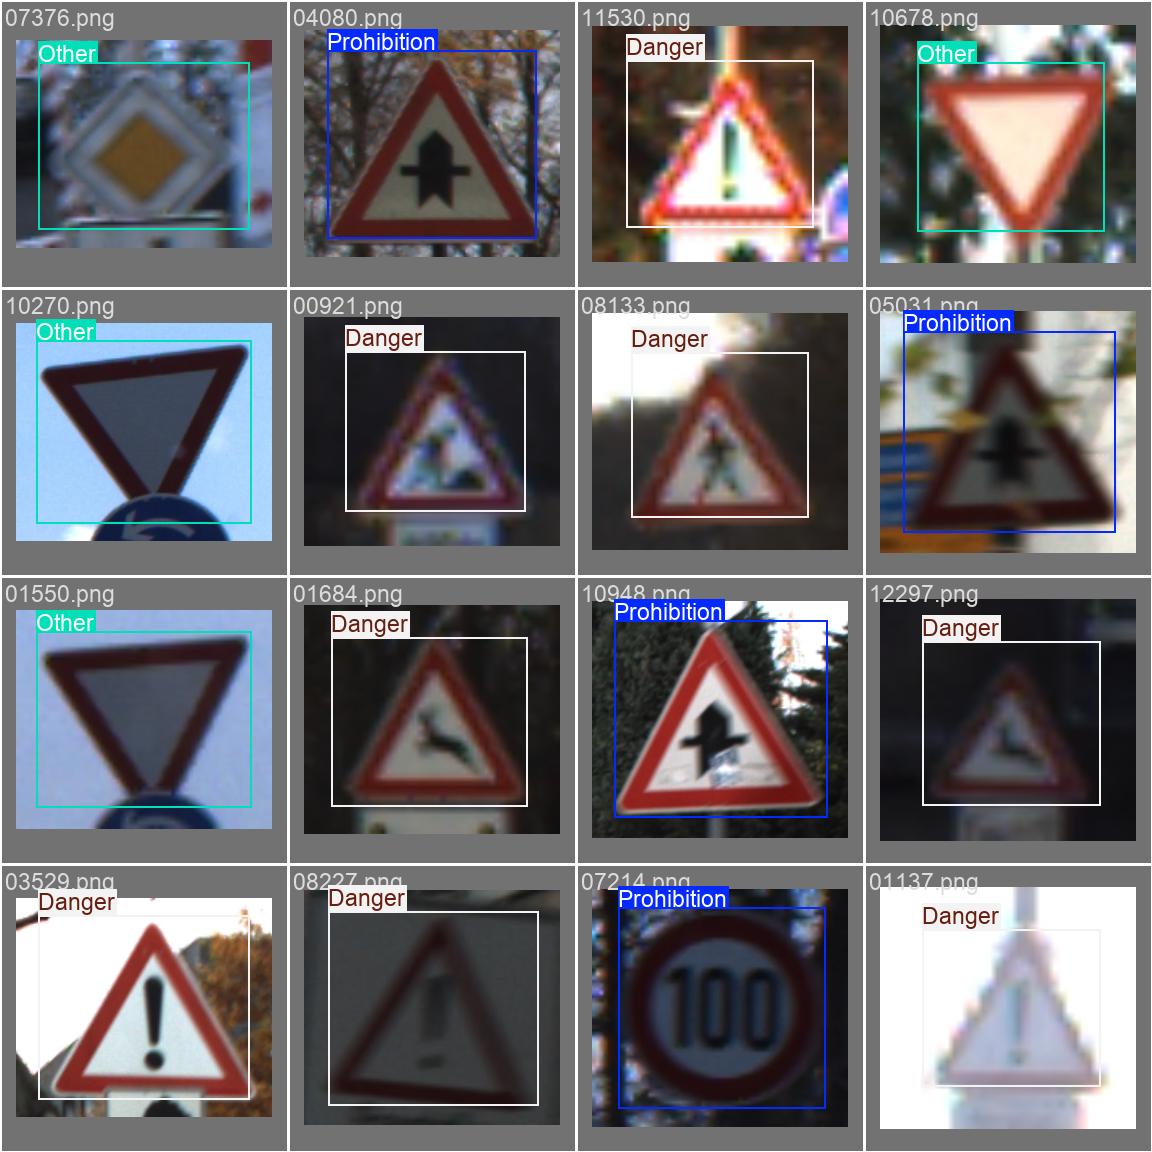 07376.png
Other
04080.png
Prohibition
11530.png
Danger
10678.png
Other
10270.png
Other
00921.png
Danger
08133.png
Danger
05031.png
Prohibition
01550.png
Other
01684.png
Danger
10948.png
Prohibition
12297.png
Danger
03529.png
Danger
08227.png
Danger
07214.png
Prohibition
100
01137.png
Danger